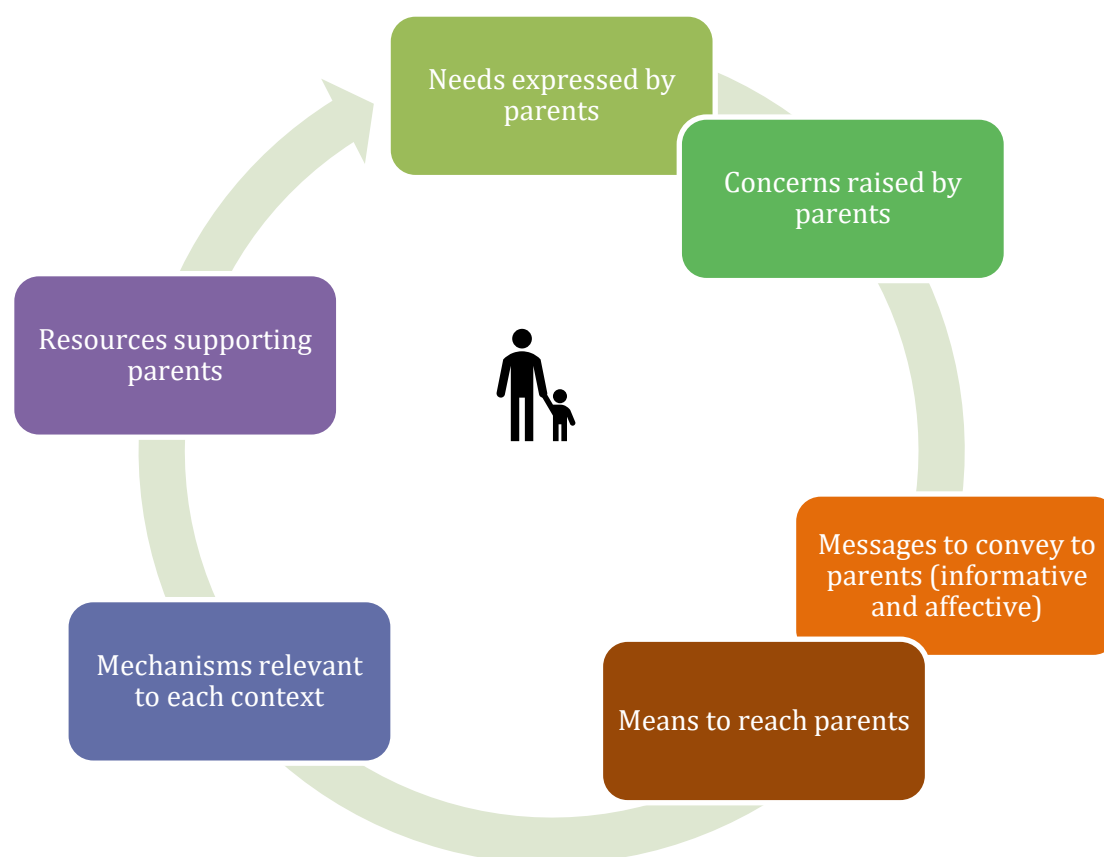 Needs expressed by
parents
Concerns raised by
parents
Messages to convey to
parents (informative
and affective)
Means to reach parents
Mechanisms relevant
to each context
Resources supporting
parents